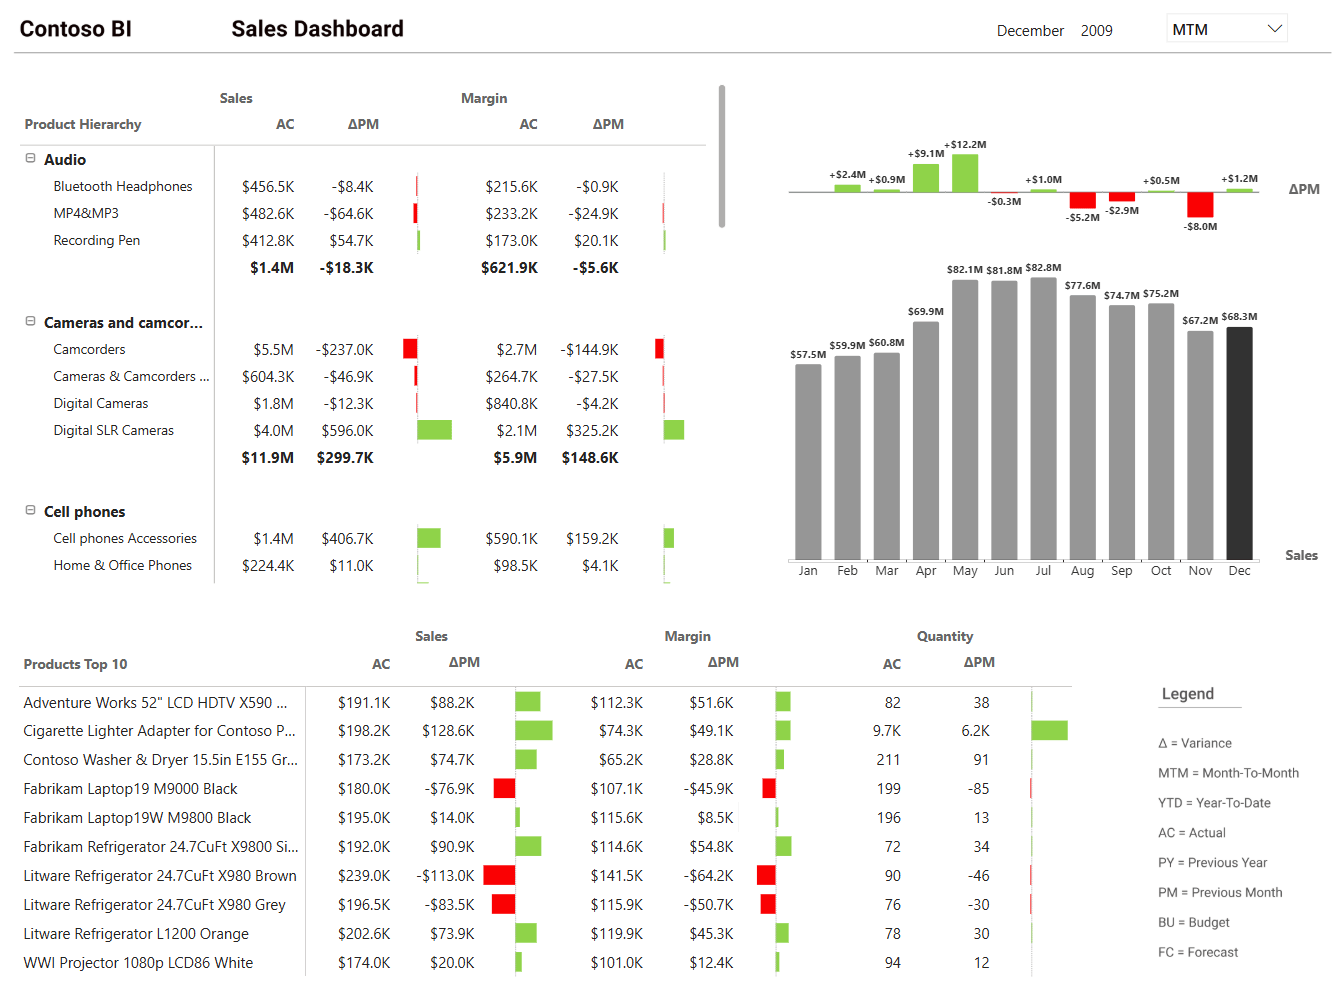 Contoso BI Sales Dashboard December 2009 MTM
Sales Margin
Product Hierarchy AC ΔPM AC ΔPM
Audio
Bluetooth Headphones $456.5K -$8.4K $215.6K -$0.9K
MP4&MP3 $482.6K -$64.6K $233.2K -$24.9K
Recording Pen $412.8K $54.7K $173.0K $20.1K
$1.4M -$18.3K $621.9K -$5.6K
Cameras and camcor...
Camcorders $5.5M -$237.0K $2.7M -$144.9K
Cameras & Camcorders ... $604.3K -$46.9K $264.7K -$27.5K
Digital Cameras $1.8M -$12.3K $840.8K -$4.2K
Digital SLR Cameras $4.0M $596.0K $2.1M $325.2K
$11.9M $299.7K $5.9M $148.6K
Cell phones
Cell phones Accessories $1.4M $406.7K $590.1K $159.2K
Home & Office Phones $224.4K $11.0K $98.5K $4.1K
+$2.4M +$0.9M +$9.1M +$12.2M -$0.3M +$1.0M -$5.2M -$2.9M +$0.5M -$8.0M +$1.2M
ΔPM
$57.5M $59.9M $60.8M $69.9M $82.1M $81.8M $82.8M $77.6M $74.7M $75.2M $67.2M $68.3M
Sales
Jan Feb Mar Apr May Jun Jul Aug Sep Oct Nov Dec
Sales Margin Quantity
Products Top 10 AC ΔPM AC ΔPM AC ΔPM
Adventure Works 52" LCD HDTV X590 ... $191.1K $88.2K $112.3K $51.6K 82 38
Cigarette Lighter Adapter for Contoso P... $198.2K $128.6K $74.3K $49.1K 9.7K 6.2K
Contoso Washer & Dryer 15.5in E155 Gr... $173.2K $74.7K $65.2K $28.8K 211 91
Fabrikam Laptop19 M9000 Black $180.0K -$76.9K $107.1K -$45.9K 199 -85
Fabrikam Laptop19W M9800 Black $195.0K $14.0K $115.6K $8.5K 196 13
Fabrikam Refrigerator 24.7CuFt X9800 Si... $192.0K $90.9K $114.6K $54.8K 72 34
Litware Refrigerator 24.7CuFt X980 Brown $239.0K -$113.0K $141.5K -$64.2K 90 -46
Litware Refrigerator 24.7CuFt X980 Grey $196.5K -$83.5K $115.9K -$50.7K 76 -30
Litware Refrigerator L1200 Orange $202.6K $73.9K $119.9K $45.3K 78 30
WWI Projector 1080p LCD86 White $174.0K $20.0K $101.0K $12.4K 94 12
Legend
Δ = Variance
MTM = Month-To-Month
YTD = Year-To-Date
AC = Actual
PY = Previous Year
PM = Previous Month
BU = Budget
FC = Forecast